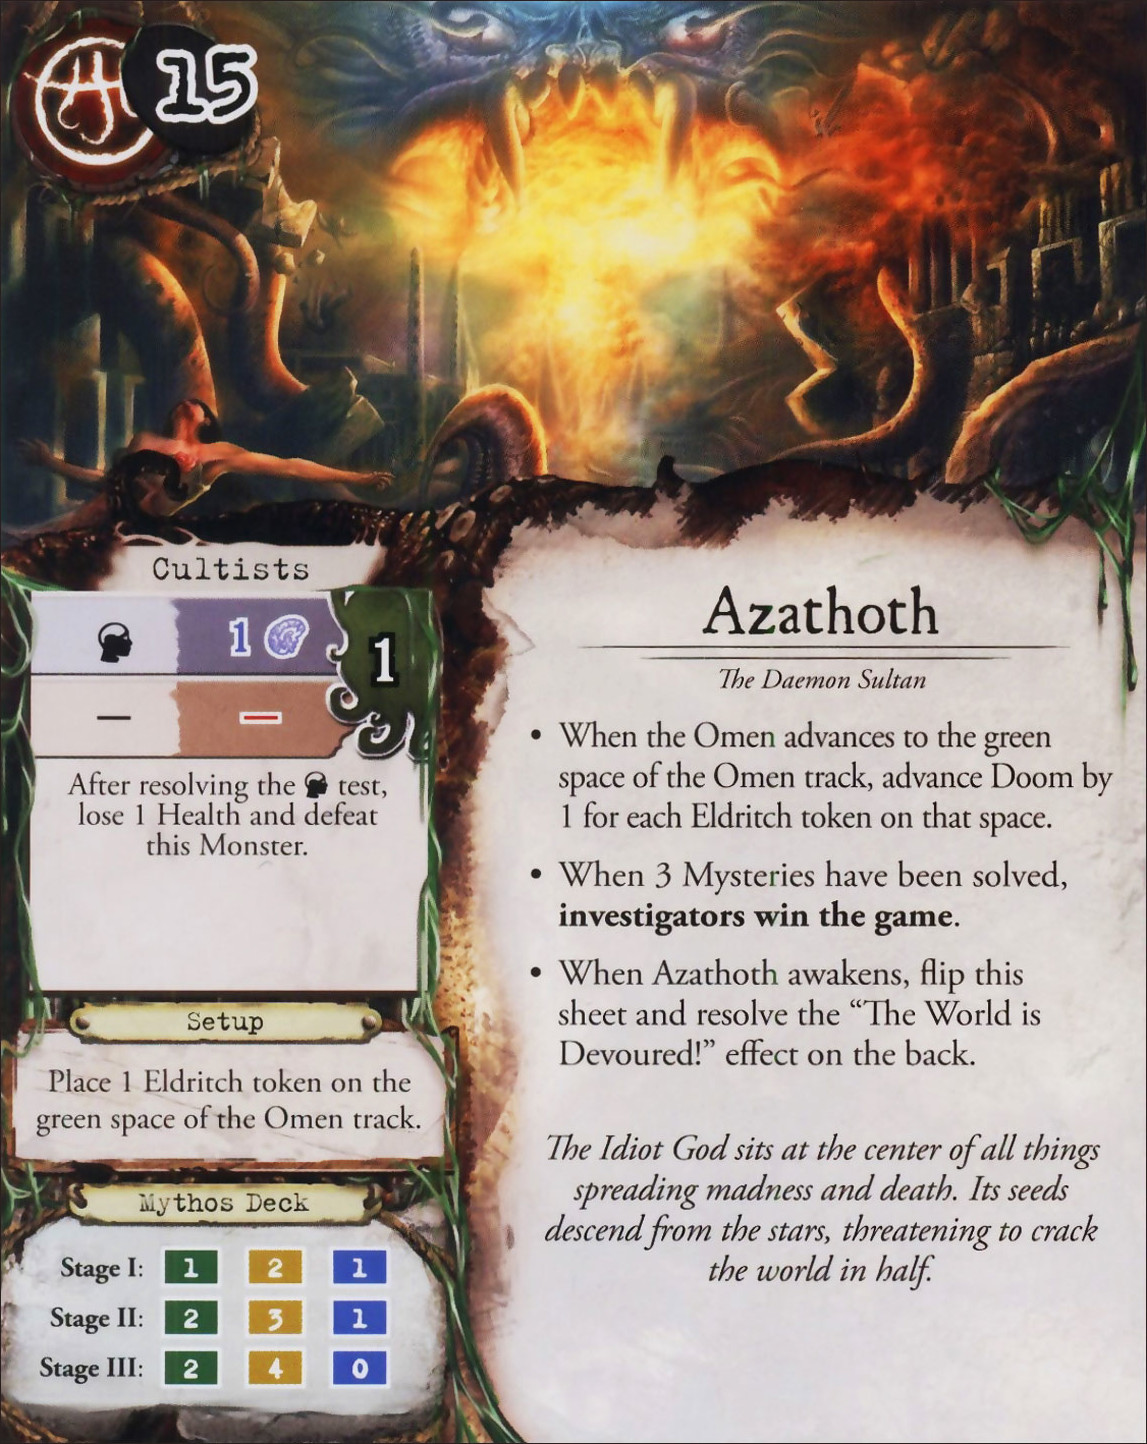 15
Cultists
1
1
— —
After resolving the test,
lose 1 Health and defeat
this Monster.
Setup
Place 1 Eldritch token on the
green space of the Omen track.
Mythos Deck
Stage I: 1 2 1
Stage II: 2 3 1
Stage III: 2 4 0
Azathoth
The Daemon Sultan
• When the Omen advances to the green
space of the Omen track, advance Doom by
1 for each Eldritch token on that space.
• When 3 Mysteries have been solved,
investigators win the game.
• When Azathoth awakens, flip this
sheet and resolve the “The World is
Devoured!” effect on the back.
The Idiot God sits at the center of all things
spreading madness and death. Its seeds
descend from the stars, threatening to crack
the world in half.